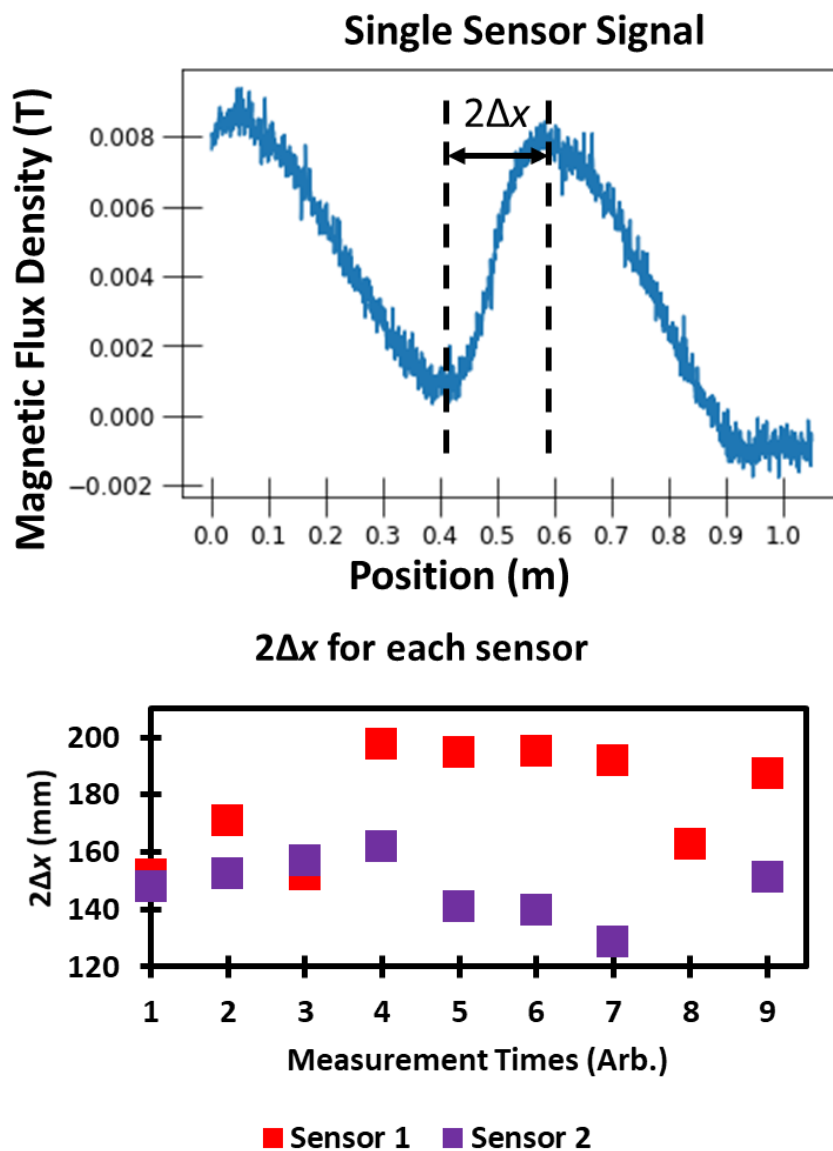 Single Sensor Signal
Magnetic Flux Density (T)
0.008
0.006
0.004
0.002
0.000
−0.002
2Δx
0.0 0.1 0.2 0.3 0.4 0.5 0.6 0.7 0.8 0.9 1.0
Position (m)
2Δx for each sensor
2Δx (mm)
200
180
160
140
120
1 2 3 4 5 6 7 8 9
Measurement Times (Arb.)
Sensor 1 Sensor 2